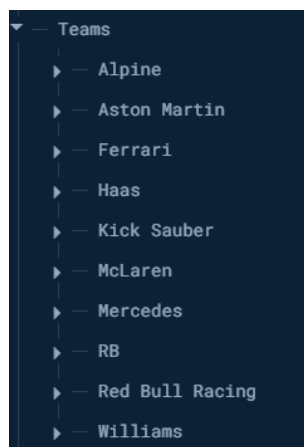 Teams
Alpine
Aston Martin
Ferrari
Haas
Kick Sauber
McLaren
Mercedes
RB
Red Bull Racing
Williams